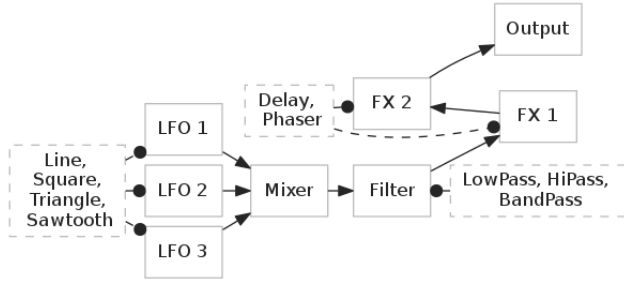 Output
Delay,
Phaser
FX 2
FX 1
LFO 1
Line,
Square,
Triangle,
Sawtooth
LFO 2
Mixer
Filter
LowPass, HiPass,
BandPass
LFO 3